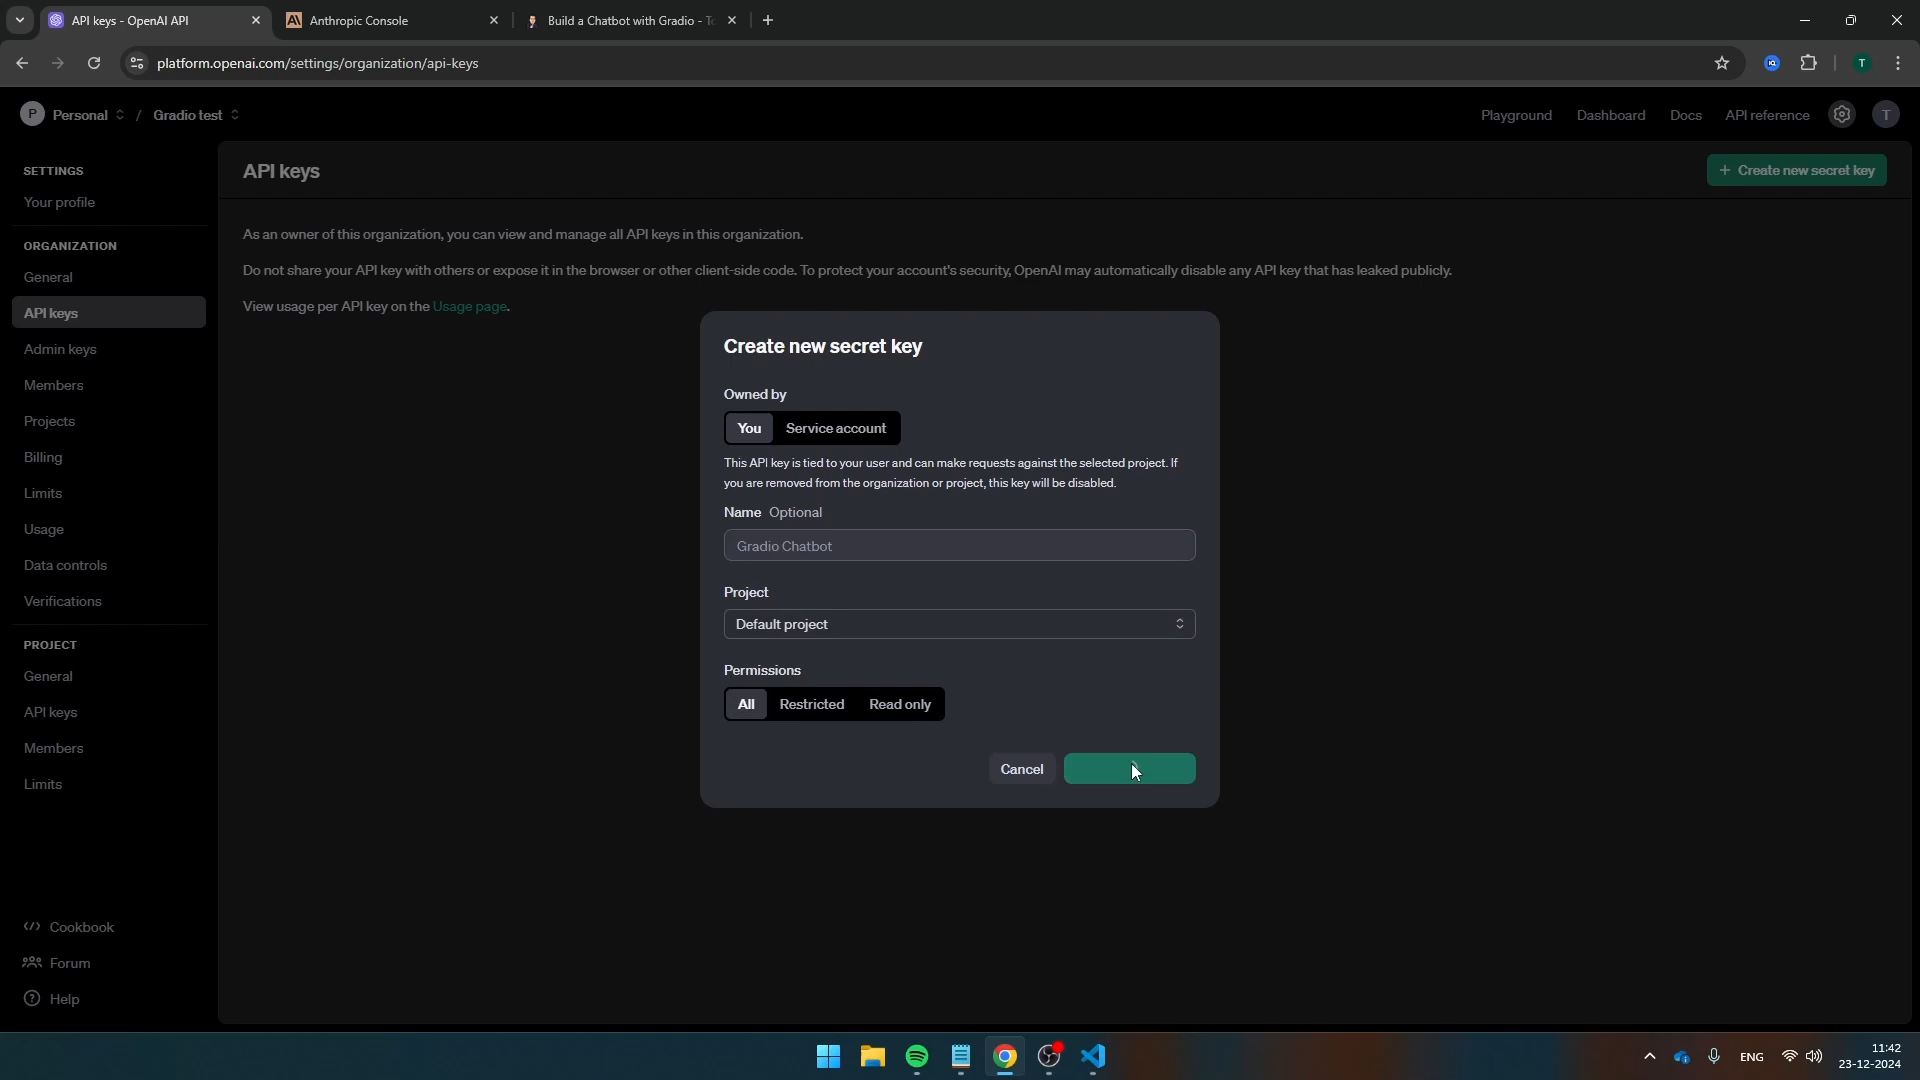 API keys - OpenAI API
Anthropic Console
Build a Chatbot with Gradio - T
platform.openai.com/settings/organization/api-keys
T
P Personal / Gradio test
Playground
Dashboard
Docs
API reference
T
SETTINGS
Your profile
ORGANIZATION
General
API keys
Admin keys
Members
Projects
Billing
Limits
Usage
Data controls
Verifications
PROJECT
General
API keys
Members
Limits
Cookbook
Forum
Help
API keys
+ Create new secret key
As an owner of this organization, you can view and manage all API keys in this organization.
Do not share your API key with others or expose it in the browser or other client-side code. To protect your account's security, OpenAI may automatically disable any API key that has leaked publicly.
View usage per API key on the Usage page.
Create new secret key
Owned by
You
Service account
This API key is tied to your user and can make requests against the selected project. If
you are removed from the organization or project, this key will be disabled.
Name Optional
Gradio Chatbot
Project
Default project
Permissions
All
Restricted
Read only
Cancel
ENG
11:42
23-12-2024